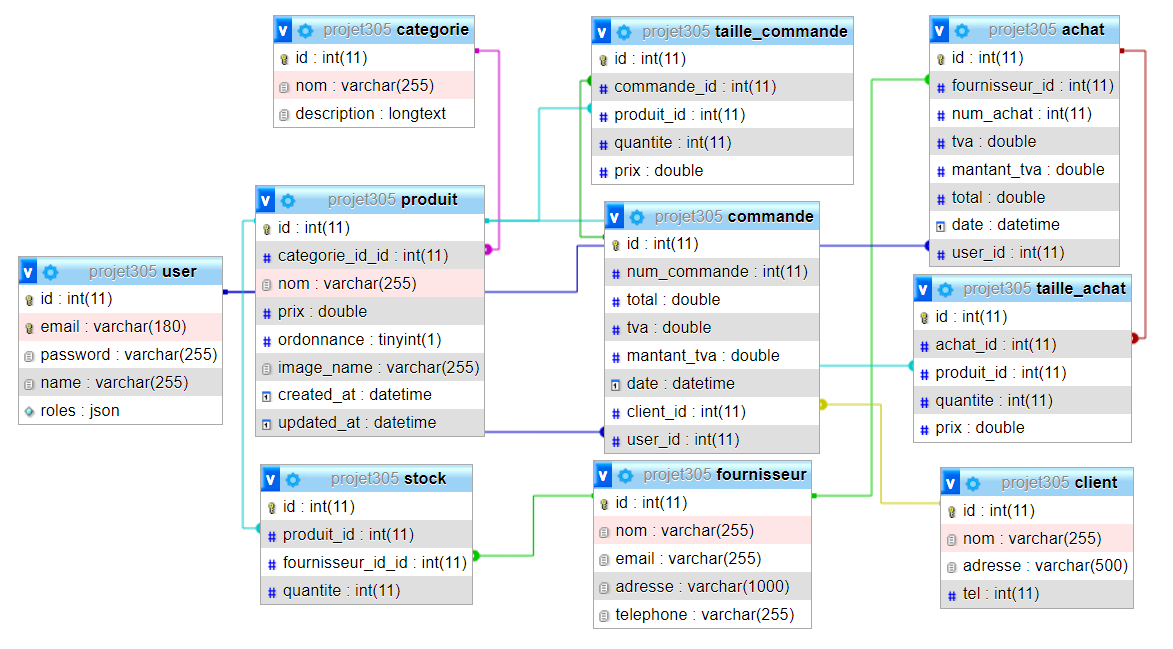 projet305 categorie
id : int(11)
nom : varchar(255)
description : longtext
projet305 taille_commande
id : int(11)
commande_id : int(11)
produit_id : int(11)
quantite : int(11)
prix : double
projet305 achat
id : int(11)
fournisseur_id : int(11)
num_achat : int(11)
tva : double
mantant_tva : double
total : double
date : datetime
user_id : int(11)
projet305 produit
id : int(11)
categorie_id_id : int(11)
nom : varchar(255)
prix : double
ordonnance : tinyint(1)
image_name : varchar(255)
created_at : datetime
updated_at : datetime
projet305 commande
id : int(11)
num_commande : int(11)
total : double
tva : double
mantant_tva : double
date : datetime
client_id : int(11)
user_id : int(11)
projet305 user
id : int(11)
email : varchar(180)
password : varchar(255)
name : varchar(255)
roles : json
projet305 taille_achat
id : int(11)
achat_id : int(11)
produit_id : int(11)
quantite : int(11)
prix : double
projet305 stock
id : int(11)
produit_id : int(11)
fournisseur_id_id : int(11)
quantite : int(11)
projet305 fournisseur
id : int(11)
nom : varchar(255)
email : varchar(255)
adresse : varchar(1000)
telephone : varchar(255)
projet305 client
id : int(11)
nom : varchar(255)
adresse : varchar(500)
tel : int(11)